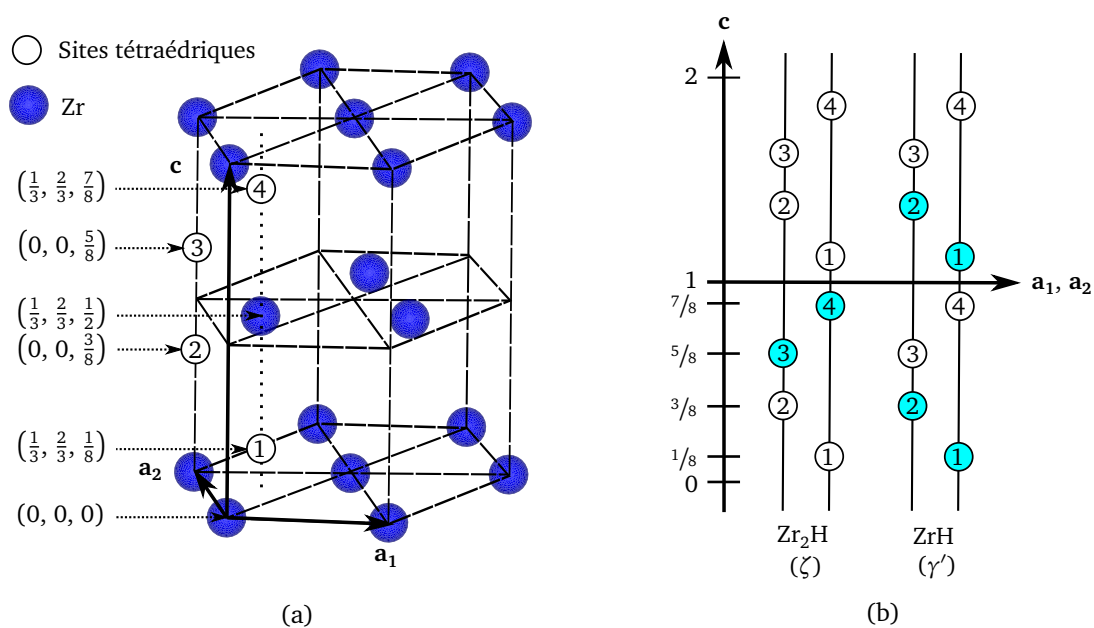 Sites tétraédriques
Zr
c
(1/3, 2/3, 7/8)
4
(0, 0, 5/8)
3
(1/3, 2/3, 1/2)
(0, 0, 3/8)
2
(1/3, 2/3, 1/8)
1
a₂
(0, 0, 0)
a₁
(a)
c
2
4 4
3 3
2 2
1 1
1
a₁, a₂
7/8 4 4
5/8 3 3
3/8 2 2
1/8 1 1
0
Zr₂H ZrH
(ζ) (γ′)
(b)